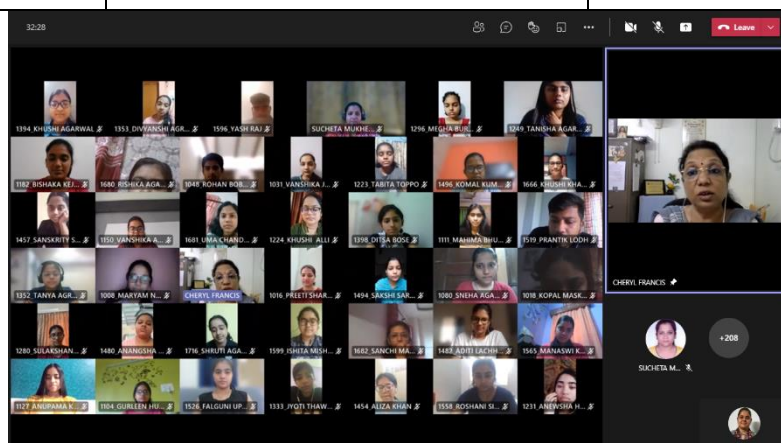 32:28
Leave
1394_KHUSHI AGARWAL
1353_DIVYANSHI AGR...
1596_YASH RAJ
SUCHETA MUKHE...
1296_MEGHA BUR...
1249_TANISHA AGAR...
1182_BISHAKA KEJ...
1680_RISHIKA AGA...
1048_ROHAN BOB...
1031_VANSHIKA J...
1223_TABITA TOPPO
1496_KOMAL KUM...
1666_KHUSHI KHA...
1457_SANSKRITY S...
1150_VANSHIKA A...
1681_UMA CHAND...
1224_KHUSHI ALLI
1398_DITSA BOSE
1111_MAHIMA BHU...
1519_PRANTIK LODH
1352_TANYA AGR...
1008_MARYAM N...
CHERYL FRANCIS
1016_PREETI SHAR...
1494_SAKSHI SAR...
1080_SNEHA AGA...
1018_KOPAL MASK...
CHERYL FRANCIS
1280_SULAKSHAN...
1480_ANANGSHA ...
1716_SHRUTI AGA...
1599_ISHITA MISH...
1682_SANCHI MA...
1483_ADITI LACHH...
1565_MANASWI K...
+208
SUCHETA M...
1127_ANUPAMA K...
1104_GURLEEN HU...
1526_FALGUNI UP...
1333_JYOTI THAW...
1454_ALIZA KHAN
1558_ROSHANI SI...
1231_ANEWSHA H...